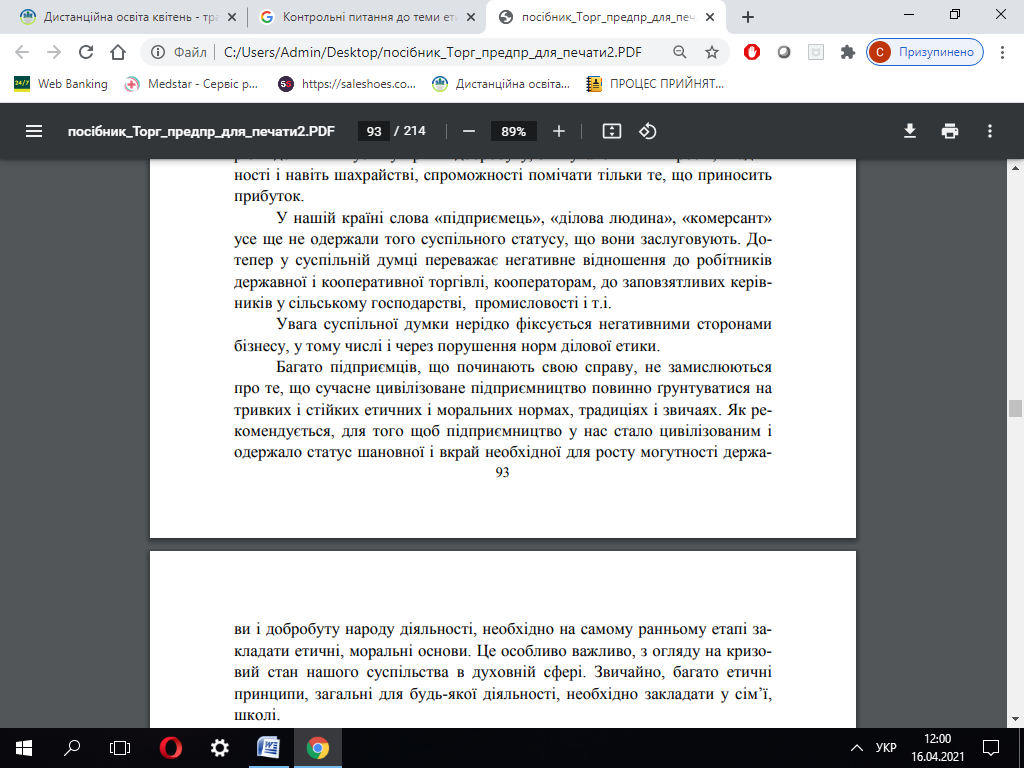 Дистанційна освіта квітень - тра
Контрольні питання до теми ет
посібник_Торг_предпр_для_печ
Файл
C:/Users/Admin/Desktop/посібник_Торг_предпр_для_печати2.PDF
С
Призупинено
24/7 Web Banking
Medstar - Сервіс р...
SS https://saleshoes.co...
Дистанційна освіта...
ПРОЦЕС ПРИЙНЯТ...
посібник_Торг_предпр_для_печати2.PDF
93 / 214
89%
ності і навіть шахрайстві, спроможності помічати тільки те, що приносить
прибуток.
У нашій країні слова «підприємець», «ділова людина», «комерсант»
усе ще не одержали того суспільного статусу, що вони заслуговують. До-
тепер у суспільній думці переважає негативне відношення до робітників
державної і кооперативної торгівлі, кооператорам, до заповзятливих керів-
ників у сільському господарстві, промисловості і т.і.
Увага суспільної думки нерідко фіксується негативними сторонами
бізнесу, у тому числі і через порушення норм ділової етики.
Багато підприємців, що починають свою справу, не замислюються
про те, що сучасне цивілізоване підприємництво повинно ґрунтуватися на
тривких і стійких етичних і моральних нормах, традиціях і звичаях. Як ре-
комендується, для того щоб підприємництво у нас стало цивілізованим і
одержало статус шановної і вкрай необхідної для росту могутності держа-
93
ви і добробуту народу діяльності, необхідно на самому ранньому етапі за-
кладати етичні, моральні основи. Це особливо важливо, з огляду на кризо-
вий стан нашого суспільства в духовній сфері. Звичайно, багато етичні
принципи, загальні для будь-якої діяльності, необхідно закладати у сім’ї,
школі.
УКР
12:00
16.04.2021